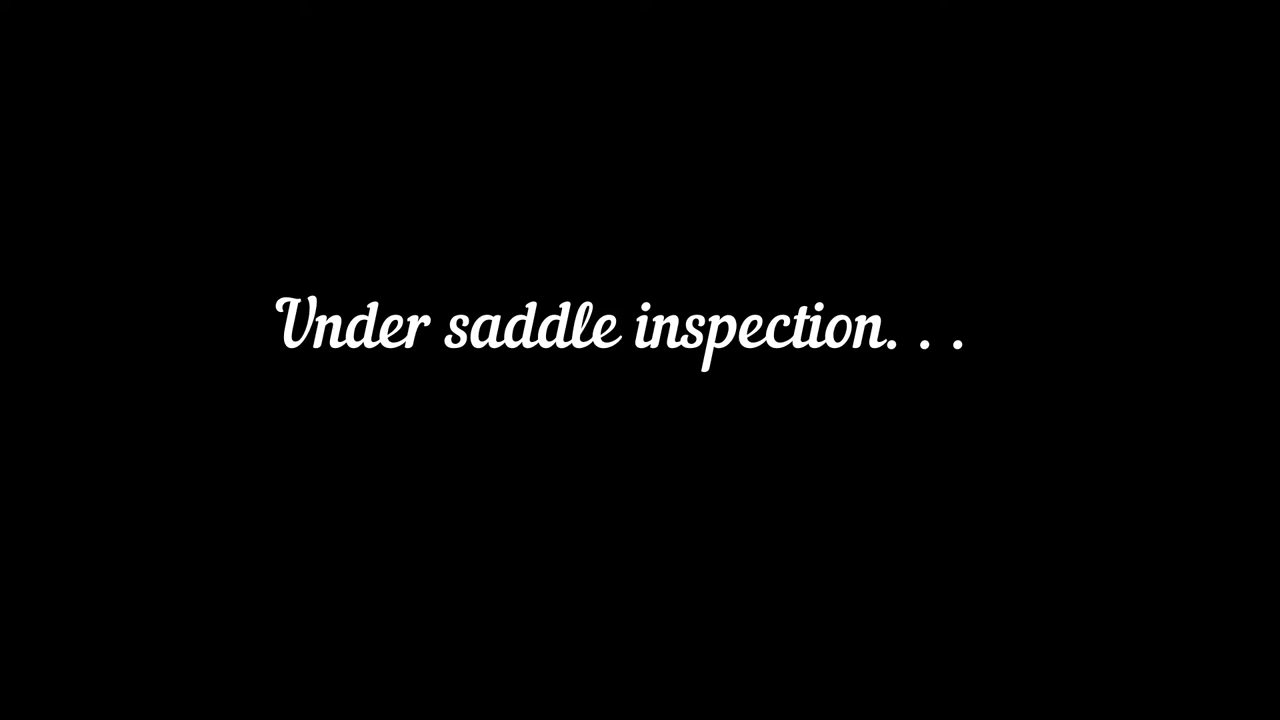 Under saddle inspection. . .